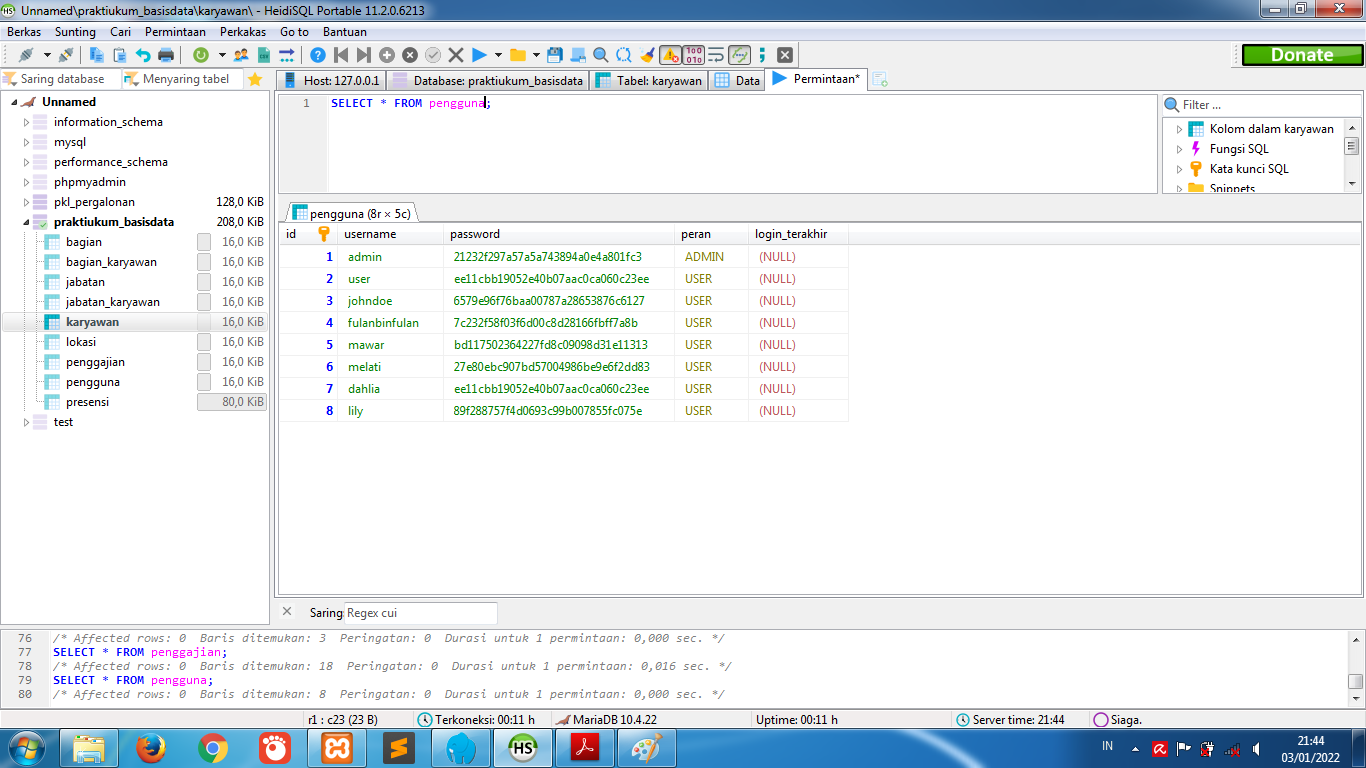 Unnamed\praktiukum_basisdata\karyawan\ - HeidiSQL Portable 11.2.0.6213
Berkas Sunting Cari Permintaan Perkakas Go to Bantuan
Donate
Saring database Menyaring tabel
Host: 127.0.0.1 Database: praktiukum_basisdata Tabel: karyawan Data Permintaan*
Unnamed
information_schema
mysql
performance_schema
phpmyadmin
pkl_pergalonan 128,0 KiB
praktiukum_basisdata 208,0 KiB
bagian 16,0 KiB
bagian_karyawan 16,0 KiB
jabatan 16,0 KiB
jabatan_karyawan 16,0 KiB
karyawan 16,0 KiB
lokasi 16,0 KiB
penggajian 16,0 KiB
pengguna 16,0 KiB
presensi 80,0 KiB
test
1 SELECT * FROM pengguna;
Filter ...
Kolom dalam karyawan
Fungsi SQL
Kata kunci SQL
Snippets
pengguna (8r × 5c)
id username password peran login_terakhir
1 admin 21232f297a57a5a743894a0e4a801fc3 ADMIN (NULL)
2 user ee11cbb19052e40b07aac0ca060c23ee USER (NULL)
3 johndoe 6579e96f76baa00787a28653876c6127 USER (NULL)
4 fulanbinfulan 7c232f58f03f6d00c8d28166fbff7a8b USER (NULL)
5 mawar bd117502364227fd8c09098d31e11313 USER (NULL)
6 melati 27e80ebc907bd57004986be9e6f2dd83 USER (NULL)
7 dahlia ee11cbb19052e40b07aac0ca060c23ee USER (NULL)
8 lily 89f288757f4d0693c99b007855fc075e USER (NULL)
Saring: Regex cui
76 /* Affected rows: 0 Baris ditemukan: 3 Peringatan: 0 Durasi untuk 1 permintaan: 0,000 sec. */
77 SELECT * FROM penggajian;
78 /* Affected rows: 0 Baris ditemukan: 18 Peringatan: 0 Durasi untuk 1 permintaan: 0,016 sec. */
79 SELECT * FROM pengguna;
80 /* Affected rows: 0 Baris ditemukan: 8 Peringatan: 0 Durasi untuk 1 permintaan: 0,000 sec. */
r1 : c23 (23 B) Terkoneksi: 00:11 h MariaDB 10.4.22 Uptime: 00:11 h Server time: 21:44 Siaga.
IN
21:44
03/01/2022